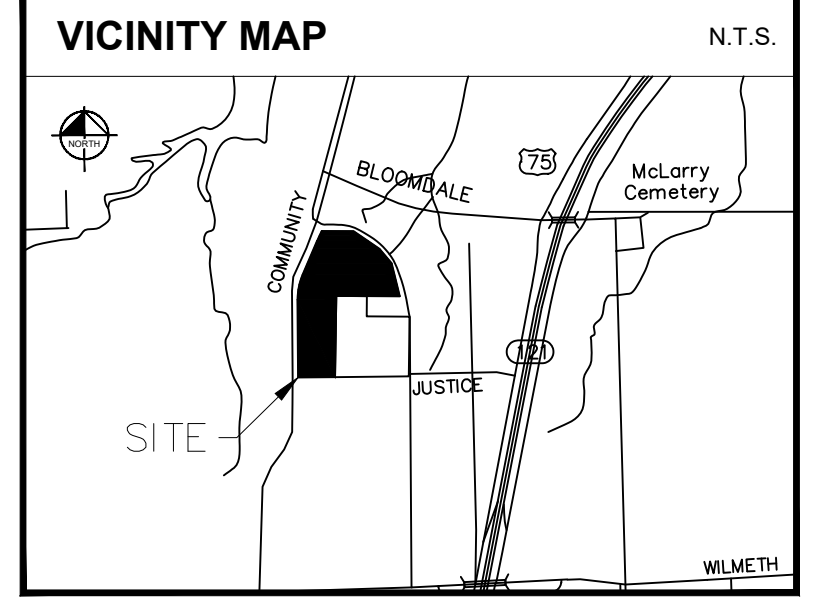 VICINITY MAP
N.T.S.
NORTH
BLOOMDALE
75
McLarry
Cemetery
COMMUNITY
121
JUSTICE
SITE
WILMETH